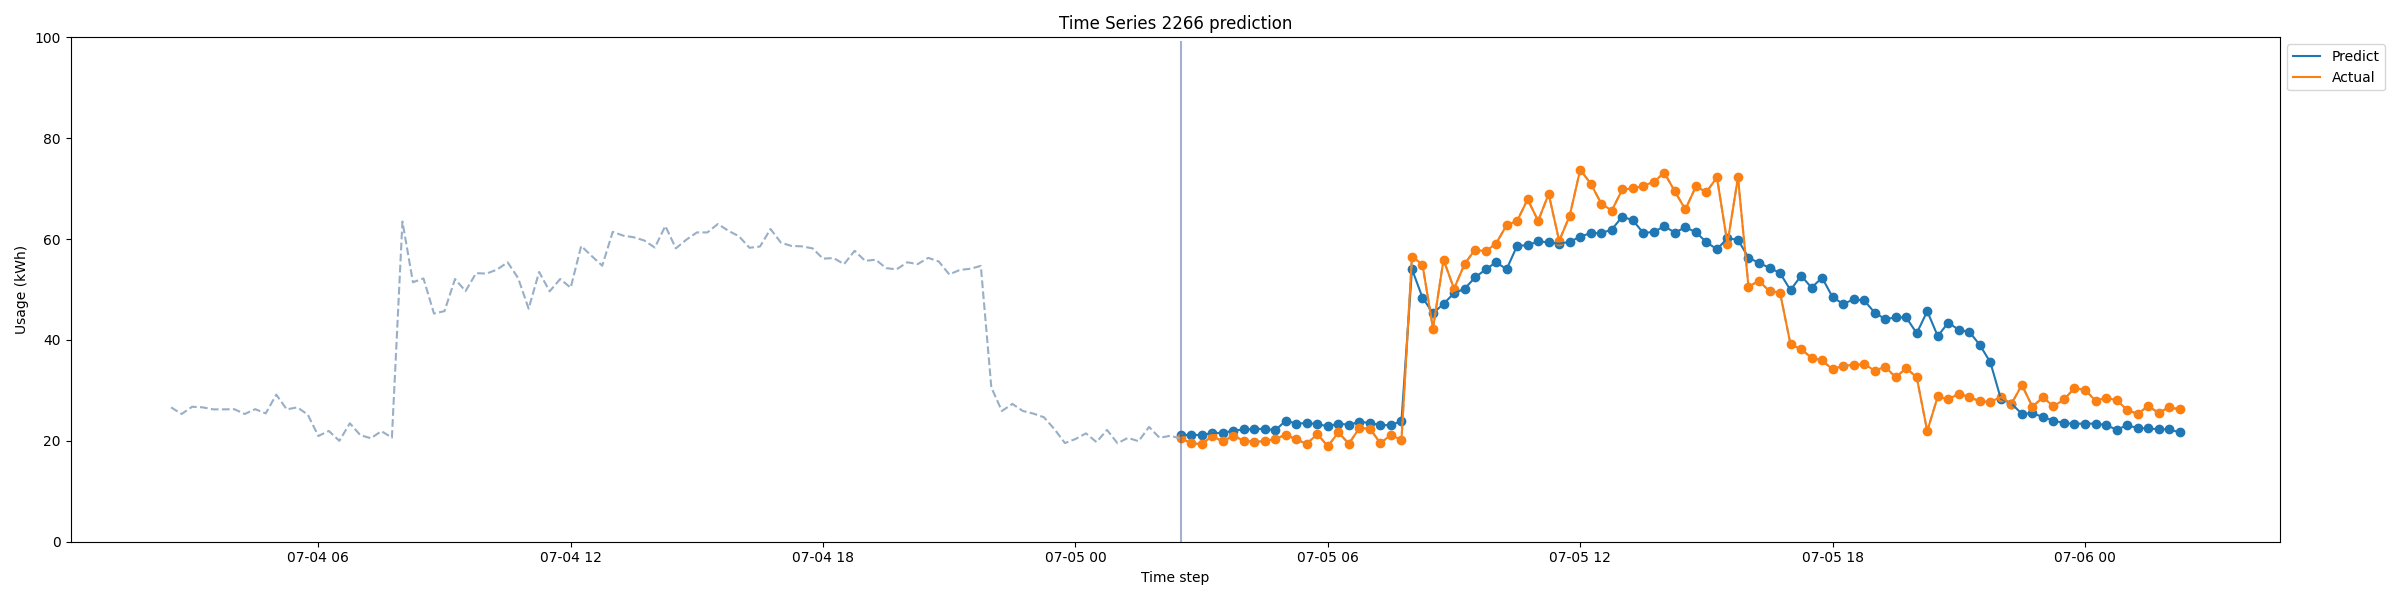 Time Series 2266 prediction
Usage (kWh)
100
80
60
40
20
0
07-04 06
07-04 12
07-04 18
07-05 00
07-05 06
07-05 12
07-05 18
07-06 00
Time step
Predict
Actual